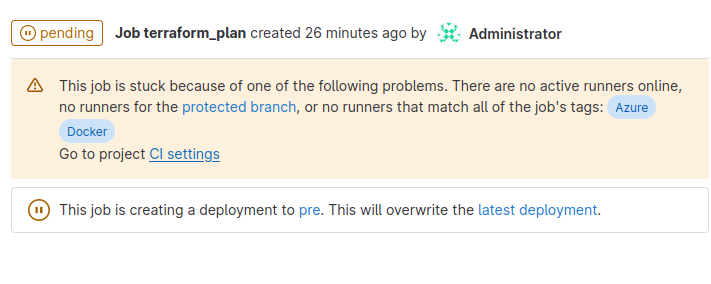 pending Job terraform_plan created 26 minutes ago by Administrator
This job is stuck because of one of the following problems. There are no active runners online,
no runners for the protected branch, or no runners that match all of the job's tags: Azure
Docker
Go to project CI settings
This job is creating a deployment to pre. This will overwrite the latest deployment.